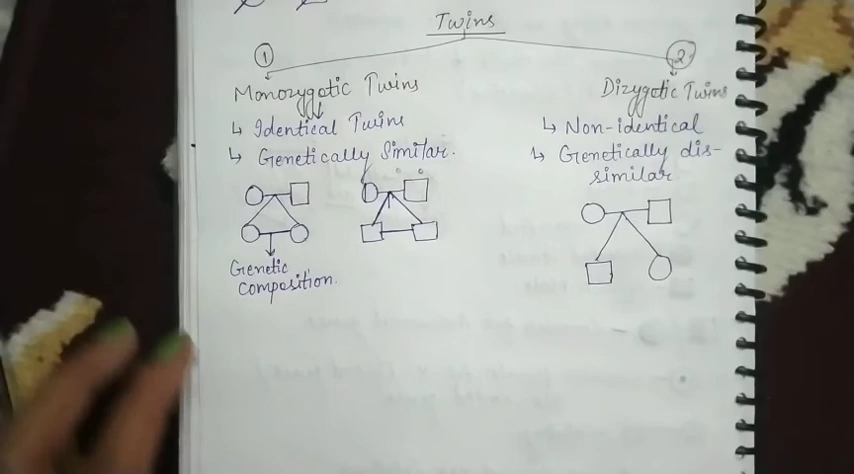 Twins
1
Monozygotic Twins
↳ Identical Twins
↳ Genetically Similar.
Genetic
composition.
2
Dizygotic Twins
↳ Non-identical
↳ Genetically dis-
similar